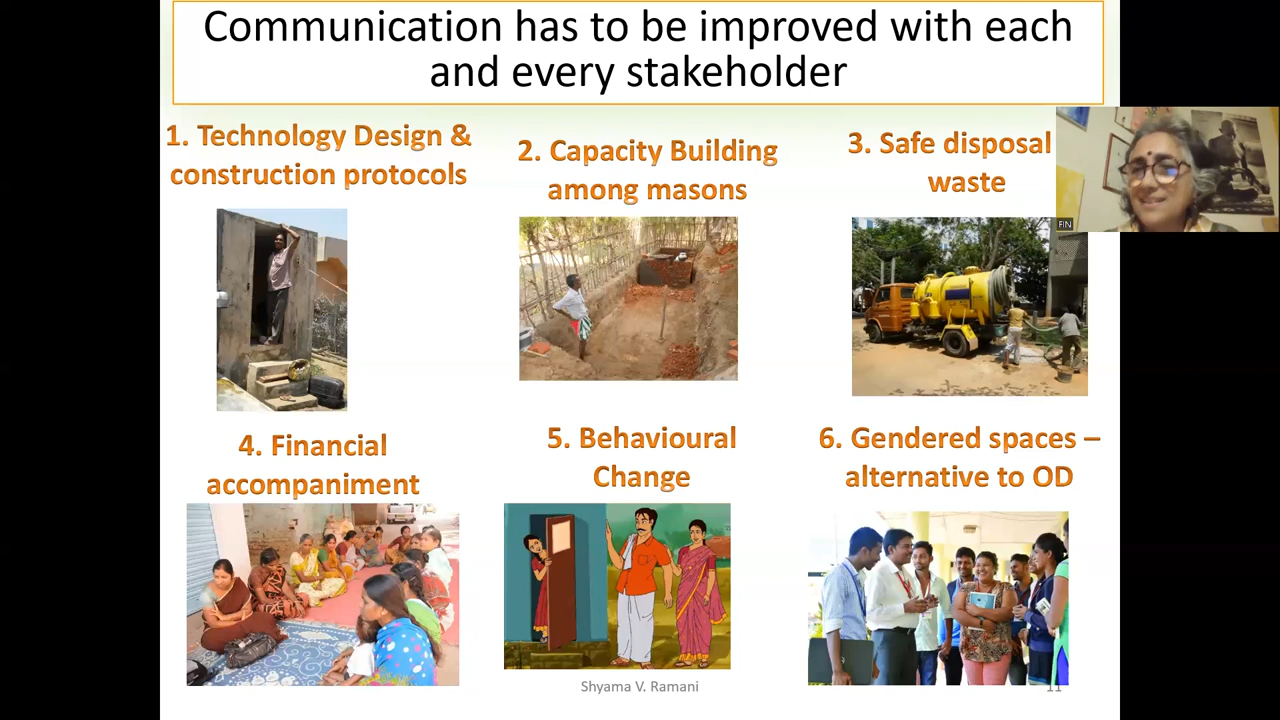 Communication has to be improved with each
and every stakeholder
1. Technology Design &
construction protocols
2. Capacity Building
among masons
3. Safe disposal
waste
FIN
4. Financial
accompaniment
5. Behavioural
Change
6. Gendered spaces –
alternative to OD
Shyama V. Ramani
11